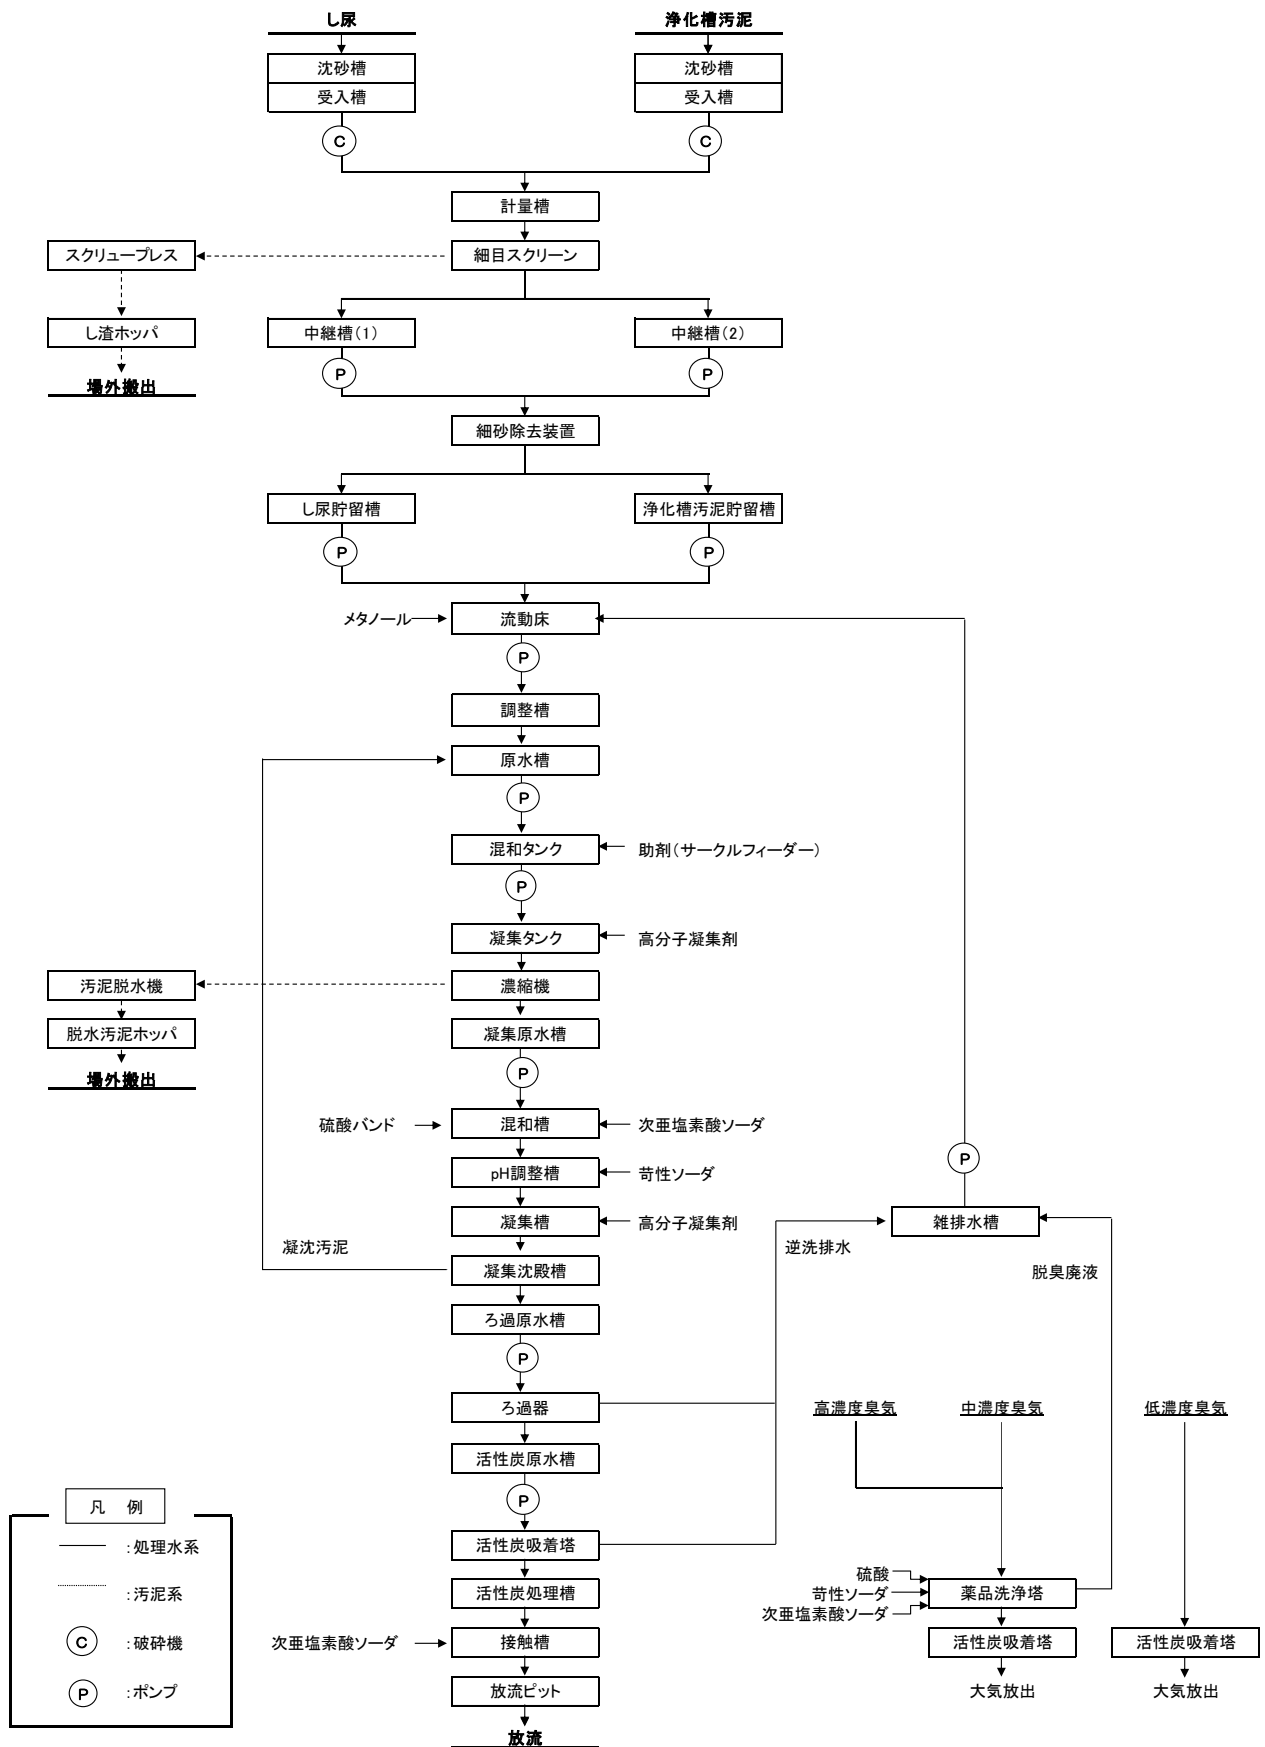 し尿
浄化槽汚泥
沈砂槽
沈砂槽
受入槽
受入槽
C
C
計量槽
スクリュープレス
細目スクリーン
し渣ホッパ
中継槽(1)
中継槽(2)
P
P
場外搬出
細砂除去装置
し尿貯留槽
浄化槽汚泥貯留槽
P
P
メタノール
流動床
P
調整槽
原水槽
P
混和タンク
助剤(サークルフィーダー)
P
凝集タンク
高分子凝集剤
汚泥脱水機
濃縮機
脱水汚泥ホッパ
凝集原水槽
場外搬出
P
硫酸バンド
混和槽
次亜塩素酸ソーダ
P
pH調整槽
苛性ソーダ
凝集槽
高分子凝集剤
雑排水槽
凝沈汚泥
逆洗排水
凝集沈殿槽
脱臭廃液
ろ過原水槽
P
ろ過器
高濃度臭気
中濃度臭気
低濃度臭気
活性炭原水槽
P
活性炭吸着塔
活性炭処理槽
硫酸
苛性ソーダ
次亜塩素酸ソーダ
薬品洗浄塔
次亜塩素酸ソーダ
接触槽
活性炭吸着塔
活性炭吸着塔
放流ピット
大気放出
大気放出
放流
凡 例
:処理水系
:汚泥系
C :破砕機
P :ポンプ